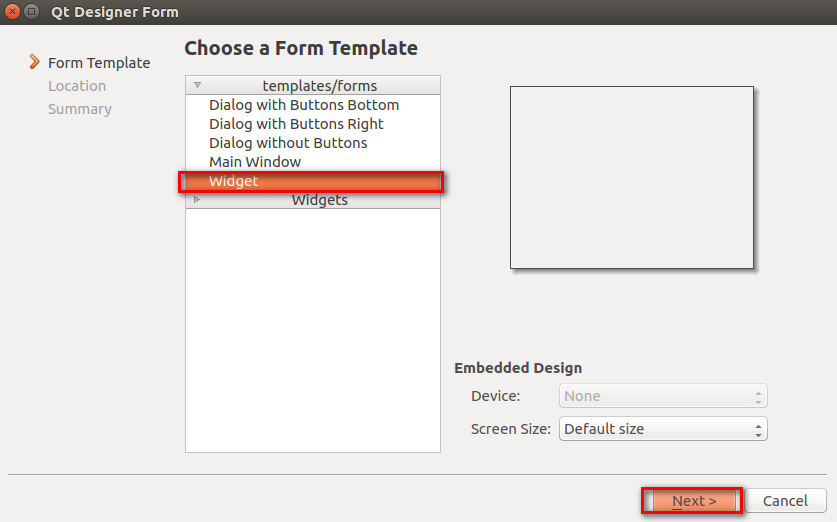 Qt Designer Form
Form Template
Location
Summary
Choose a Form Template
templates/forms
Dialog with Buttons Bottom
Dialog with Buttons Right
Dialog without Buttons
Main Window
Widget
Widgets
Embedded Design
Device: None
Screen Size: Default size
Next >
Cancel